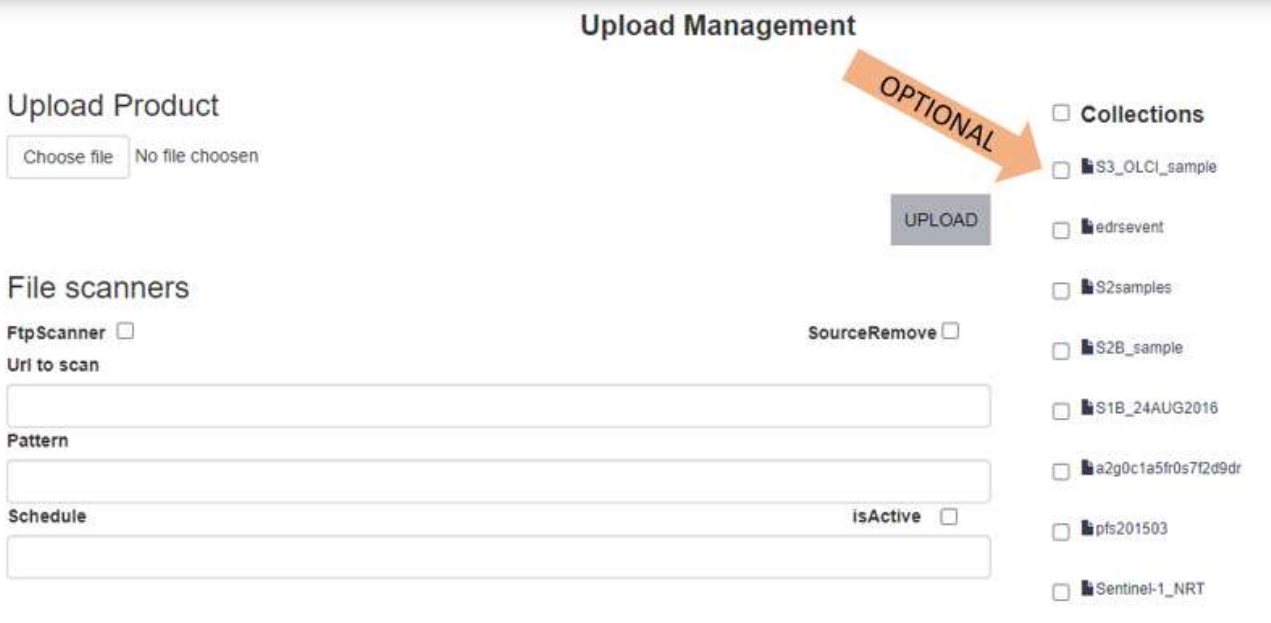 Upload Management
OPTIONAL
Upload Product
Choose file No file choosen
UPLOAD
File scanners
FtpScanner SourceRemove
Url to scan
Pattern
Schedule isActive
Collections
S3_OLCI_sample
edrsevent
S2samples
S2B_sample
S1B_24AUG2016
a2g0c1a5fr0s7f2d9dr
pfs201503
Sentinel-1_NRT